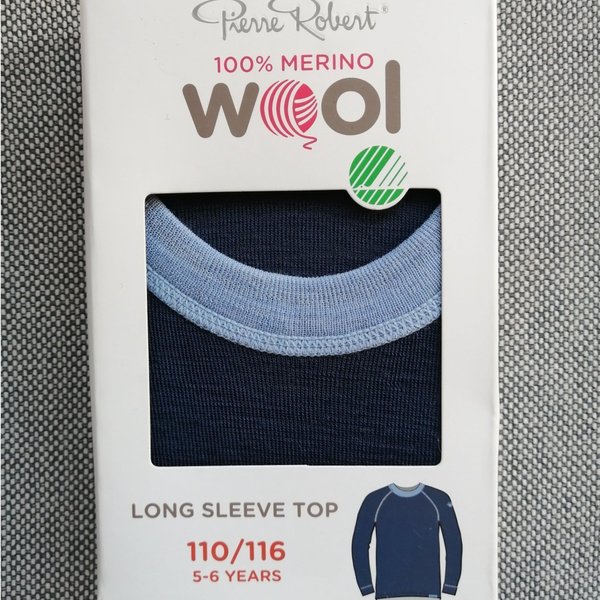 Pierre Robert®
100% MERINO
wool
LONG SLEEVE TOP
110/116
5-6 YEARS